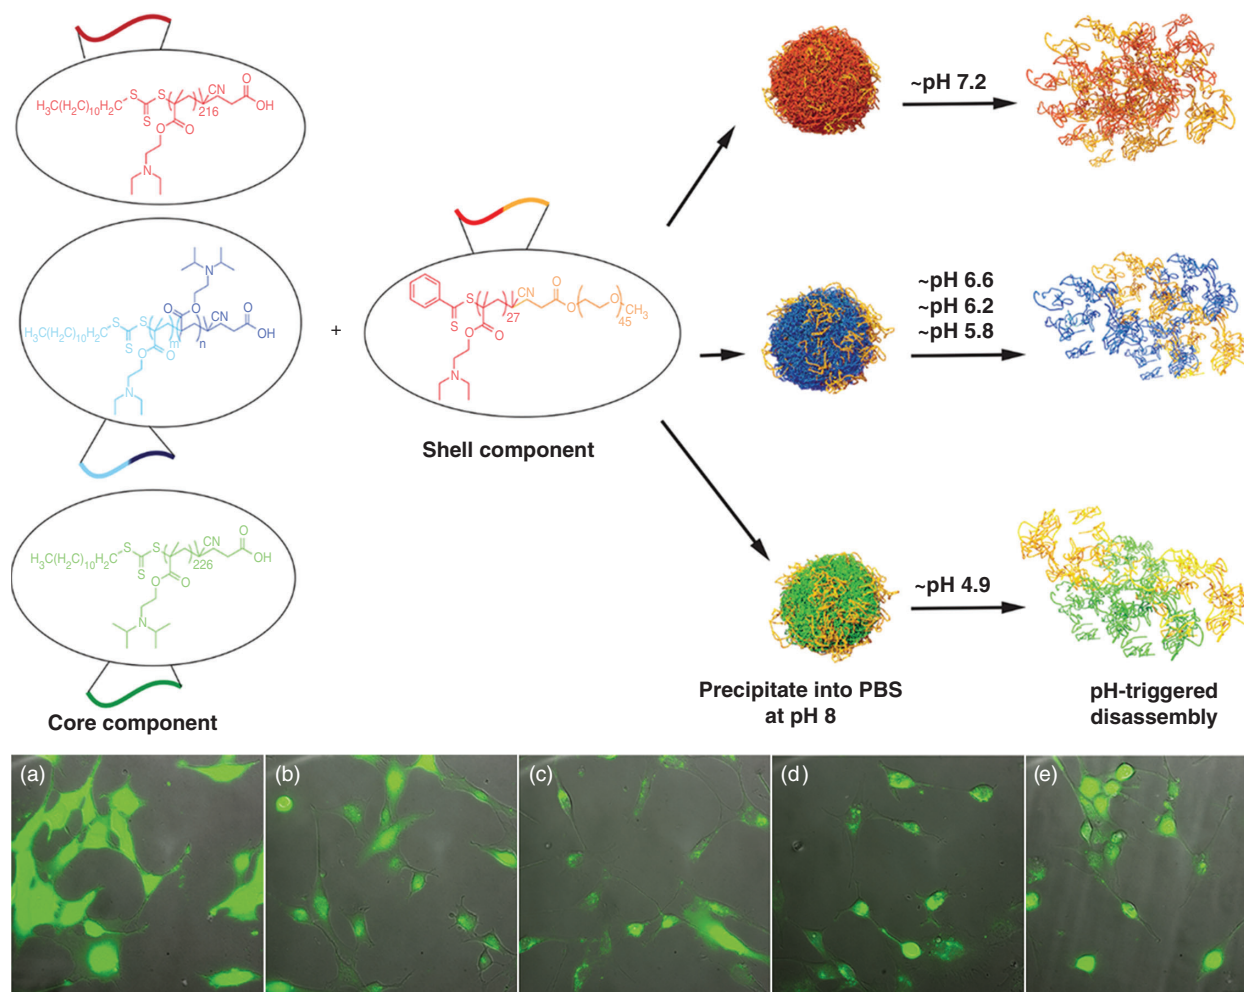 H₃C(H₂C)₁₀H₂C
S
S
S
CN
216
O
OH
O
O
N
~pH 7.2
N
O
O
CN
O
OH
H₃C(H₂C)₁₀H₂C
S
S
S
m
n
O
O
N
+
S
S
27
CN
O
O
O
CH₃
45
O
O
N
Shell component
~pH 6.6
~pH 6.2
~pH 5.8
H₃C(H₂C)₁₀H₂C
S
S
S
CN
226
O
OH
O
O
N
~pH 4.9
Core component
Precipitate into PBS
at pH 8
pH-triggered
disassembly
(a)
(b)
(c)
(d)
(e)